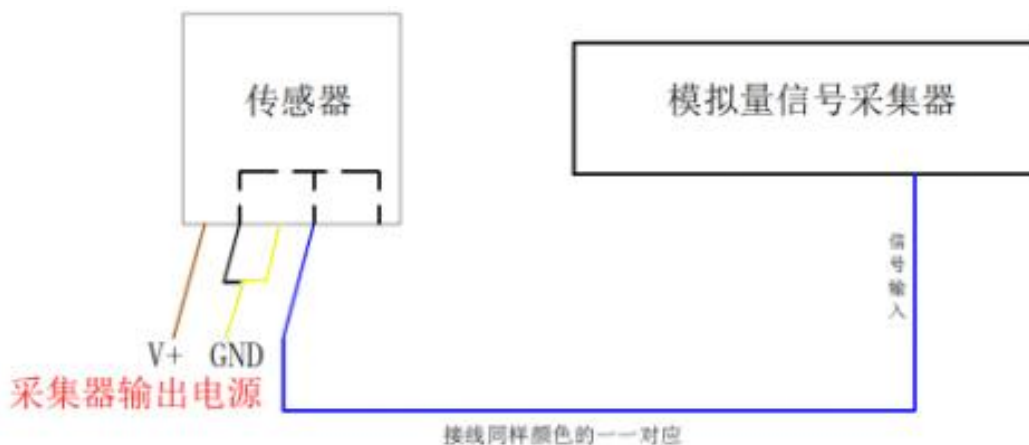 传感器
模拟量信号采集器
信号输入
V+ GND
采集器输出电源
接线同样颜色的一一对应